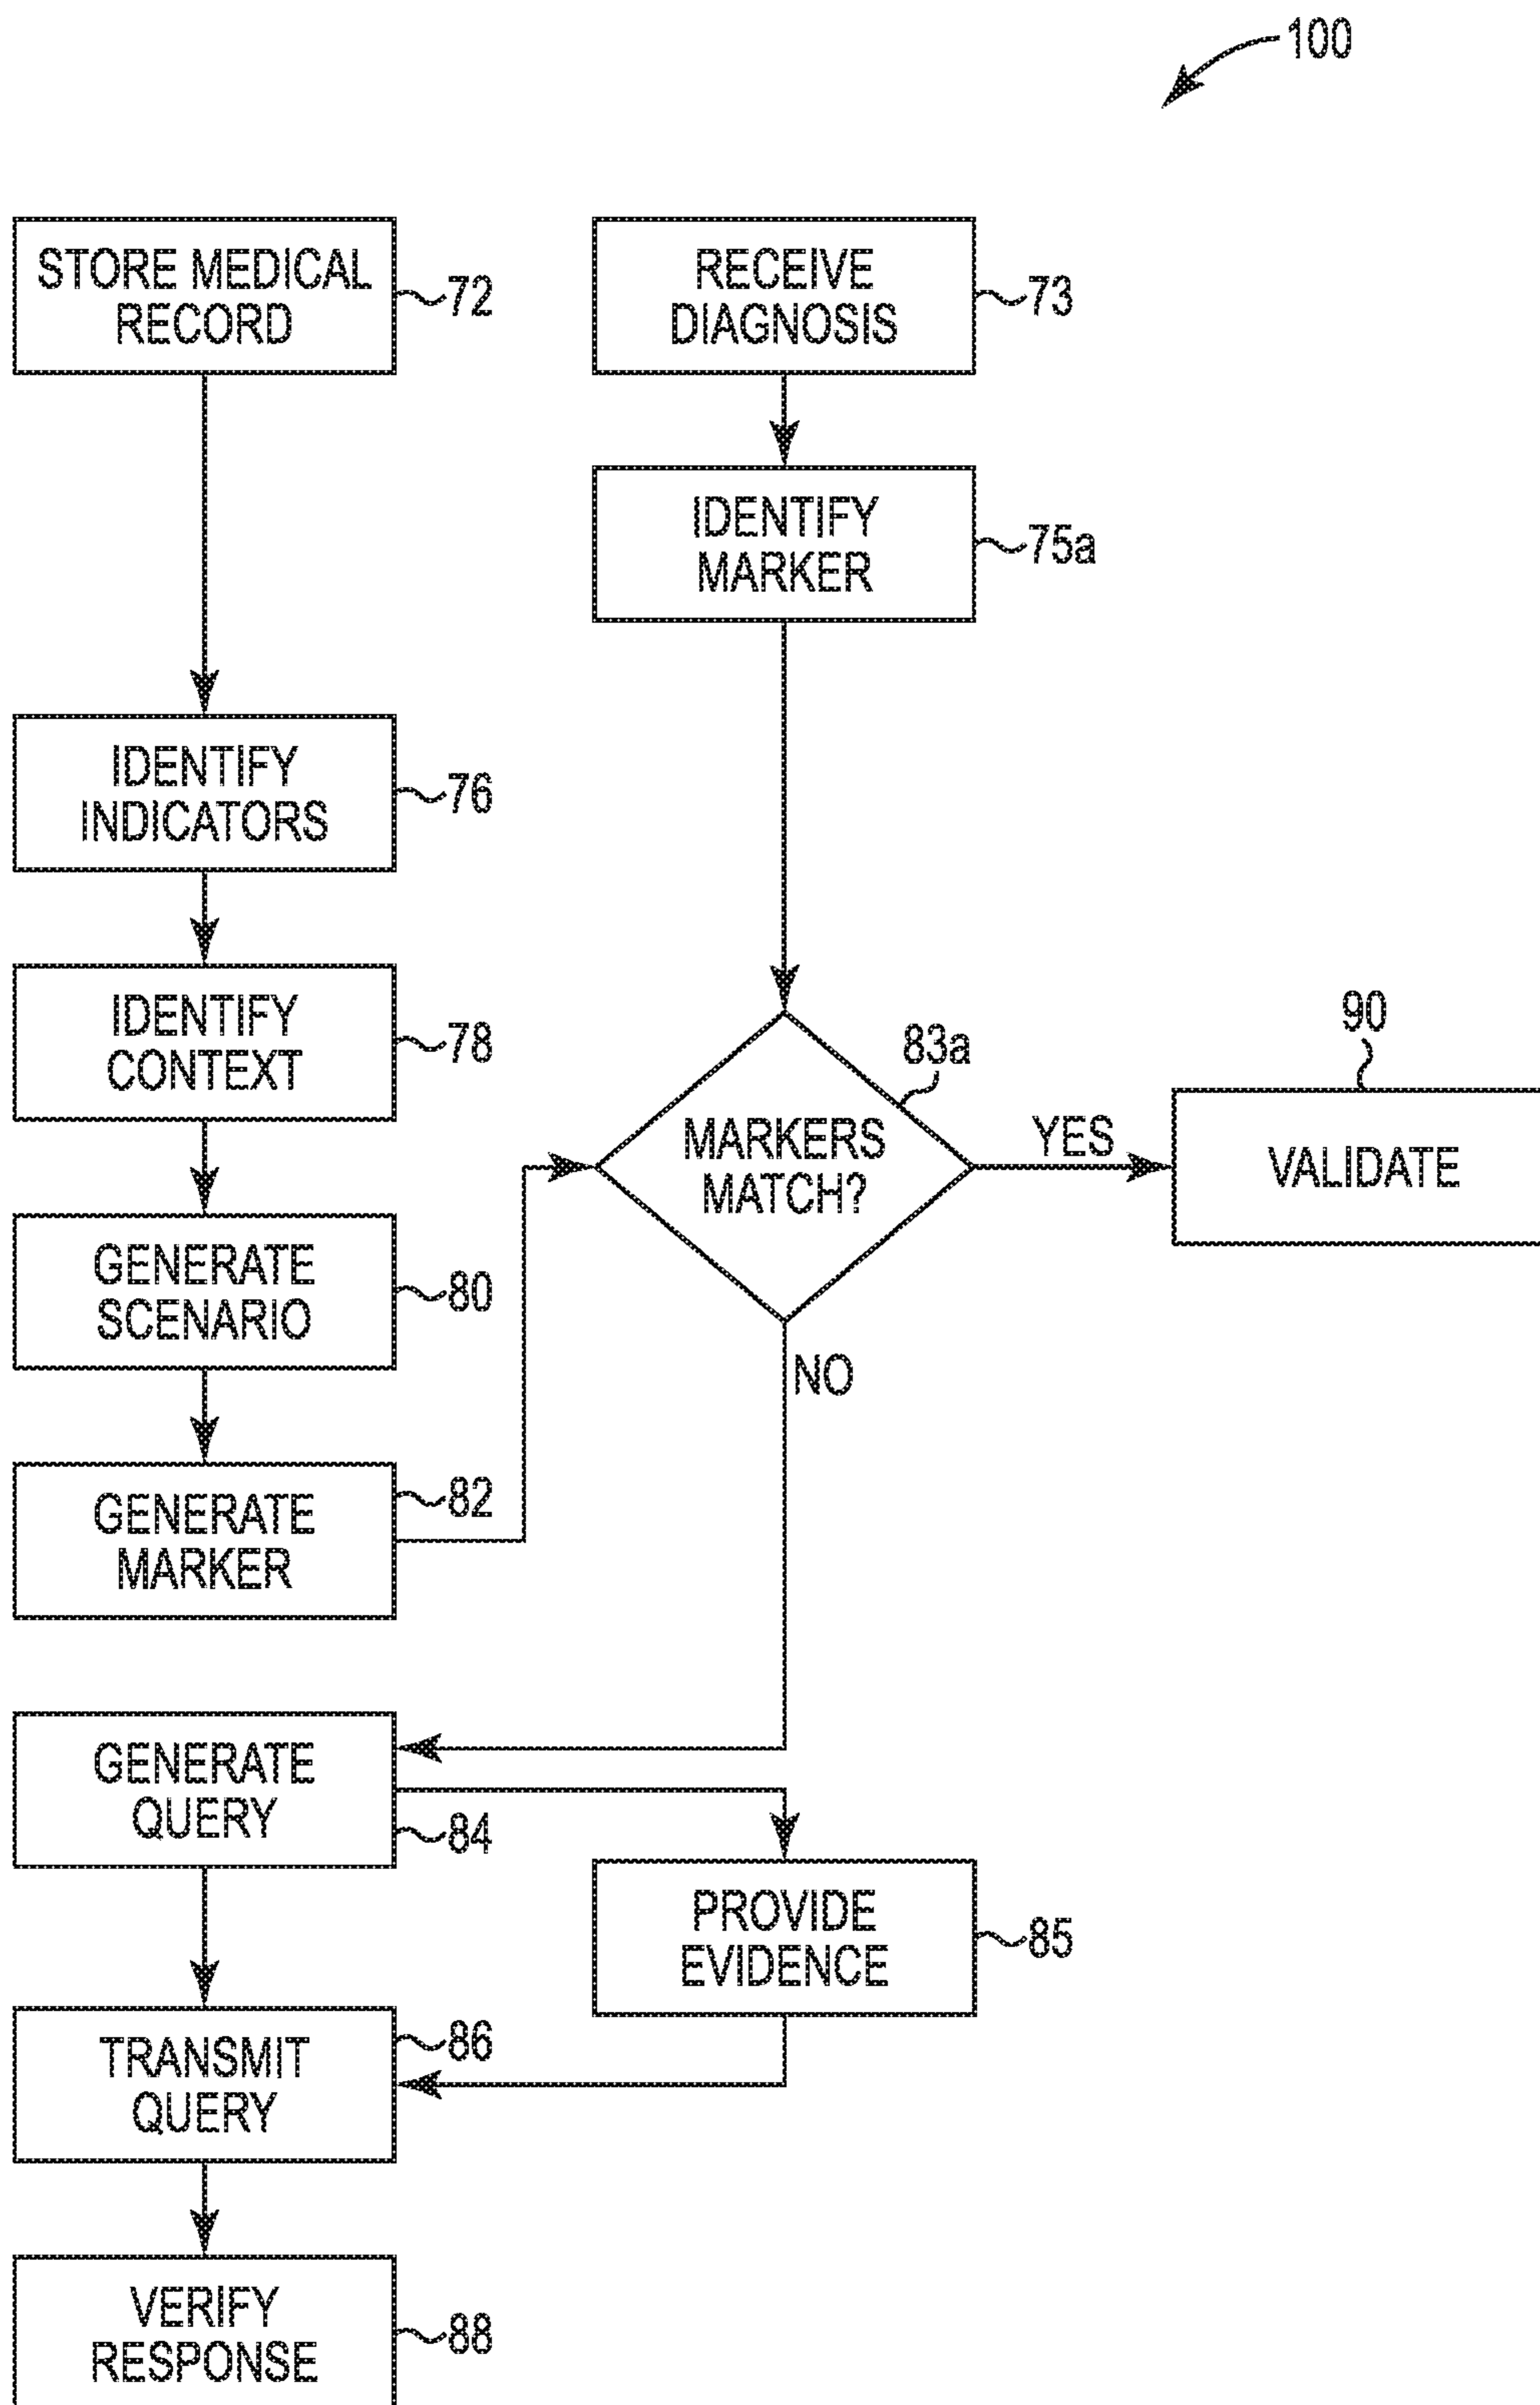 100
STORE MEDICAL
RECORD
72
RECEIVE
DIAGNOSIS
73
IDENTIFY
MARKER
75a
IDENTIFY
INDICATORS
76
IDENTIFY
CONTEXT
78
MARKERS
MATCH?
83a
YES
90
VALIDATE
GENERATE
SCENARIO
80
NO
GENERATE
MARKER
82
GENERATE
QUERY
84
PROVIDE
EVIDENCE
85
TRANSMIT
QUERY
86
VERIFY
RESPONSE
88